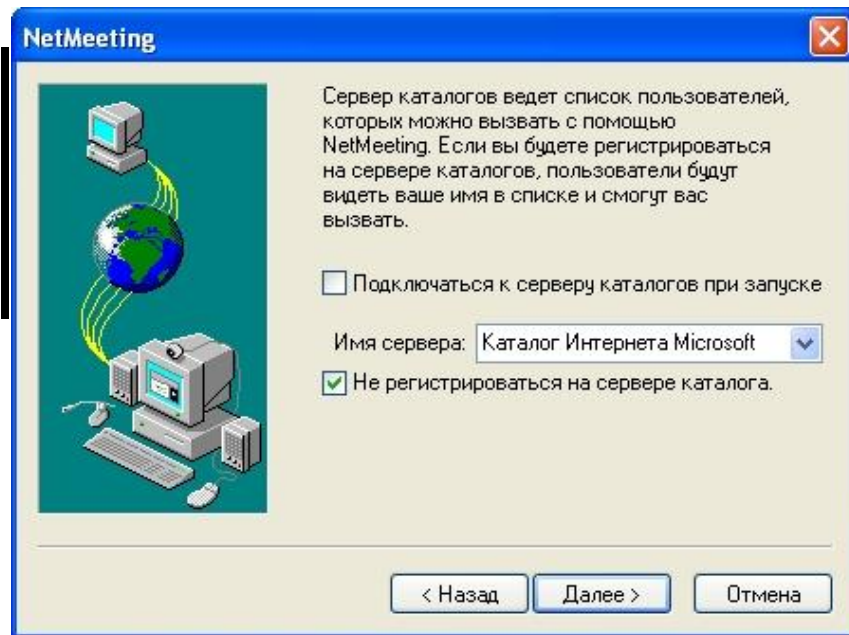 NetMeeting
Сервер каталогов ведет список пользователей,
которых можно вызвать с помощью
NetMeeting. Если вы будете регистрироваться
на сервере каталогов, пользователи будут
видеть ваше имя в списке и смогут вас
вызвать.
Подключаться к серверу каталогов при запуске
Имя сервера: Каталог Интернета Microsoft
Не регистрироваться на сервере каталога.
< Назад Далее > Отмена